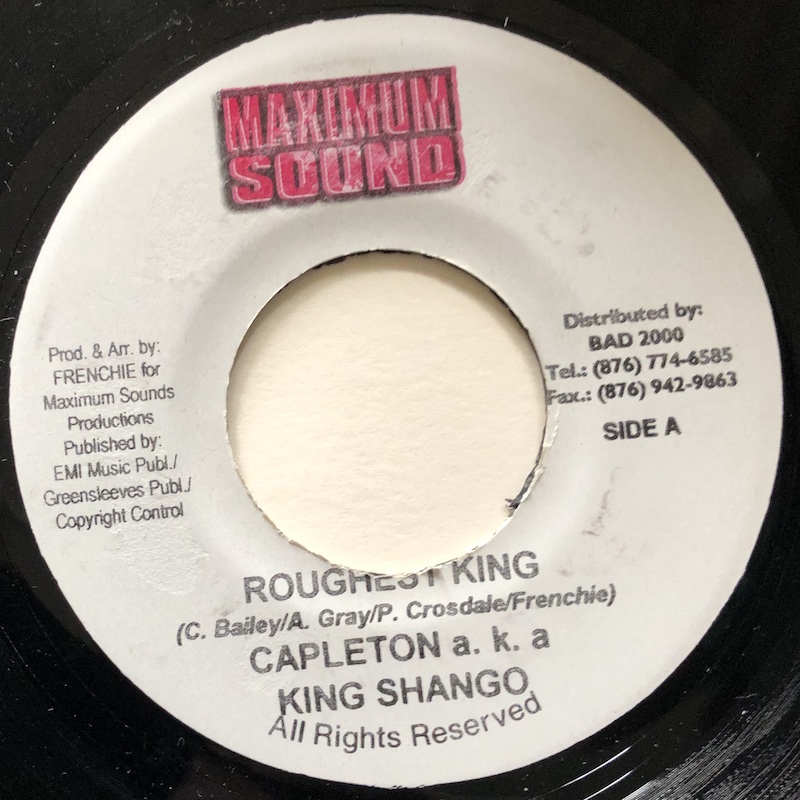 MAXIMUM
SOUND
Prod. & Arr. by:
FRENCHIE for
Maximum Sounds
Productions
Published by:
EMI Music Publ./
Greensleeves Publ./
Copyright Control
Distributed by:
BAD 2000
Tel.: (876) 774-6585
Fax.: (876) 942-9863
SIDE A
ROUGHEST KING
(C. Bailey/A. Gray/P. Crosdale/Frenchie)
CAPLETON a. k. a
KING SHANGO
All Rights Reserved